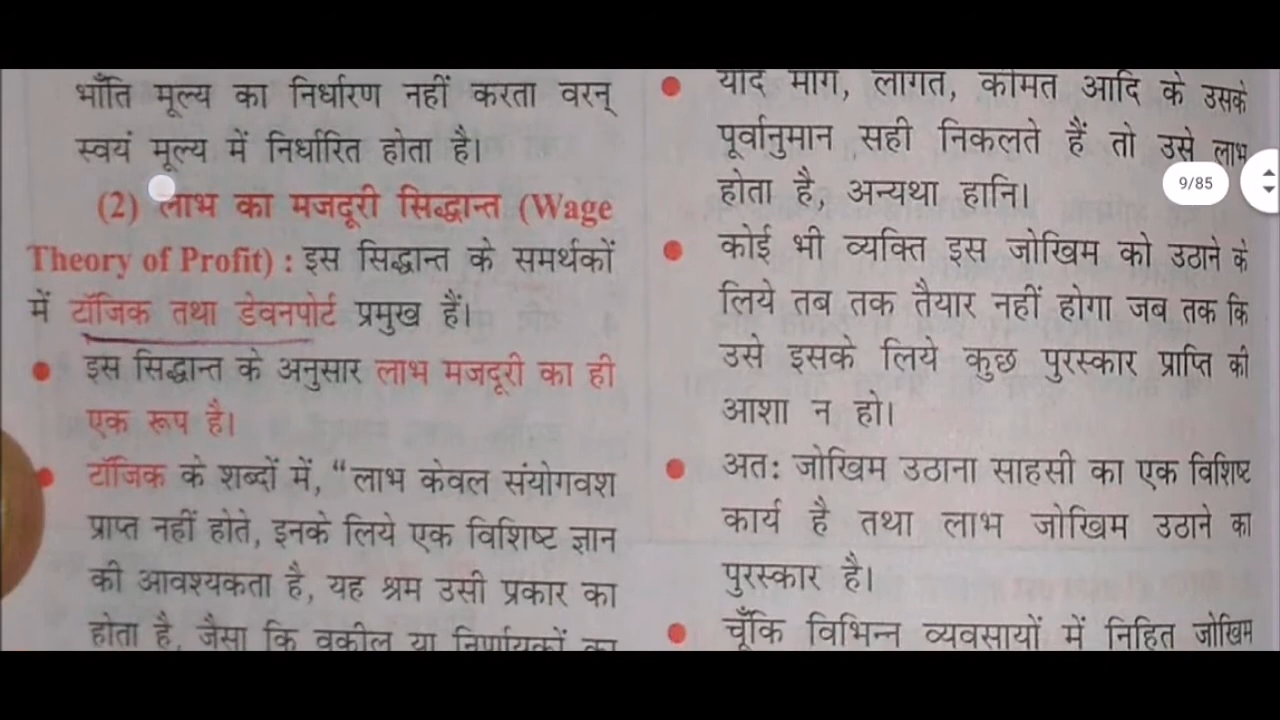 भाँति मूल्य का निर्धारण नहीं करता वरन्
स्वयं मूल्य में निर्धारित होता है।
(2) लाभ का मजदूरी सिद्धान्त (Wage
Theory of Profit) : इस सिद्धान्त के समर्थकों
में टॉजिक तथा डेवनपोर्ट प्रमुख हैं।
इस सिद्धान्त के अनुसार लाभ मजदूरी का ही
एक रूप है।
टॉजिक के शब्दों में, “लाभ केवल संयोगवश
प्राप्त नहीं होते, इनके लिये एक विशिष्ट ज्ञान
की आवश्यकता है, यह श्रम उसी प्रकार का
होता है, जैसा कि वकील या निर्णायकों का
यदि माग, लागत, कीमत आदि के उसके
पूर्वानुमान सही निकलते हैं तो उसे लाभ
होता है, अन्यथा हानि।
कोई भी व्यक्ति इस जोखिम को उठाने के
लिये तब तक तैयार नहीं होगा जब तक कि
उसे इसके लिये कुछ पुरस्कार प्राप्ति की
आशा न हो।
अतः जोखिम उठाना साहसी का एक विशिष्ट
कार्य है तथा लाभ जोखिम उठाने का
पुरस्कार है।
चूँकि विभिन्न व्यवसायों में निहित जोखिम
9/85